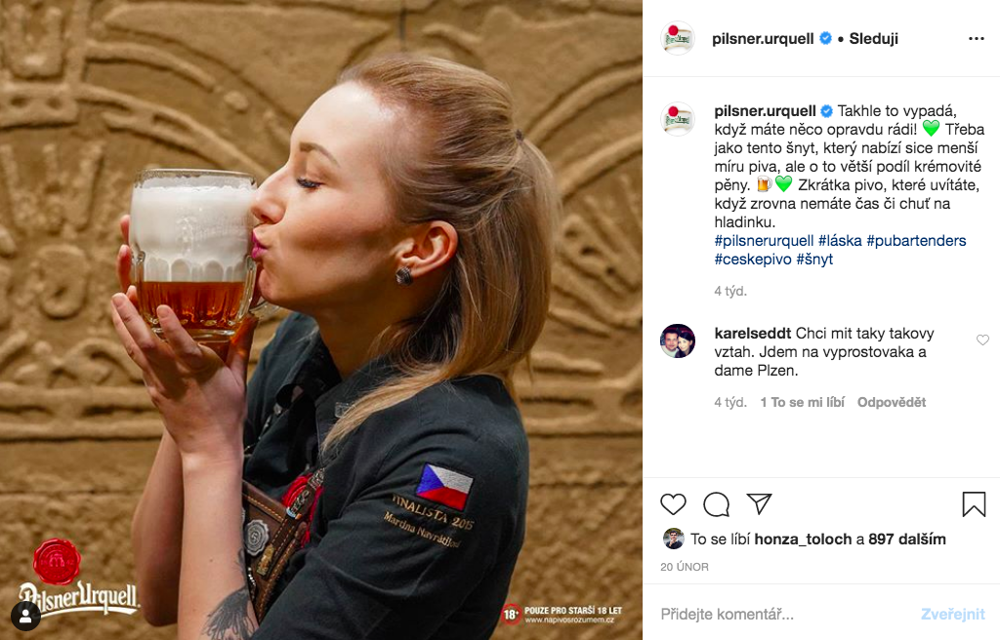 pilsner.urquell • Sleduji
pilsner.urquell Takhle to vypadá,
když máte něco opravdu rádi! 💚 Třeba
jako tento šnyt, který nabízí sice menší
míru piva, ale o to větší podíl krémovité
pěny. 🍺💚 Zkrátka pivo, které uvítáte,
když zrovna nemáte čas či chuť na
hladinku.
#pilsnerurquell #láska #pubartenders
#ceskepivo #šnyt
4 týd.
karelseddt Chci mit taky takovy
vztah. Jdem na vyprostovaka a
dame Plzen.
4 týd. 1 To se mi líbí Odpovědět
To se líbí honza_toloch a 897 dalším
20 ÚNOR
Přidejte komentář... Zveřejnit
FINALISTA 2015
Martina Navrátilová
Pilsner Urquell
18+ POUZE PRO STARŠÍ 18 LET
www.napivosrozumem.cz